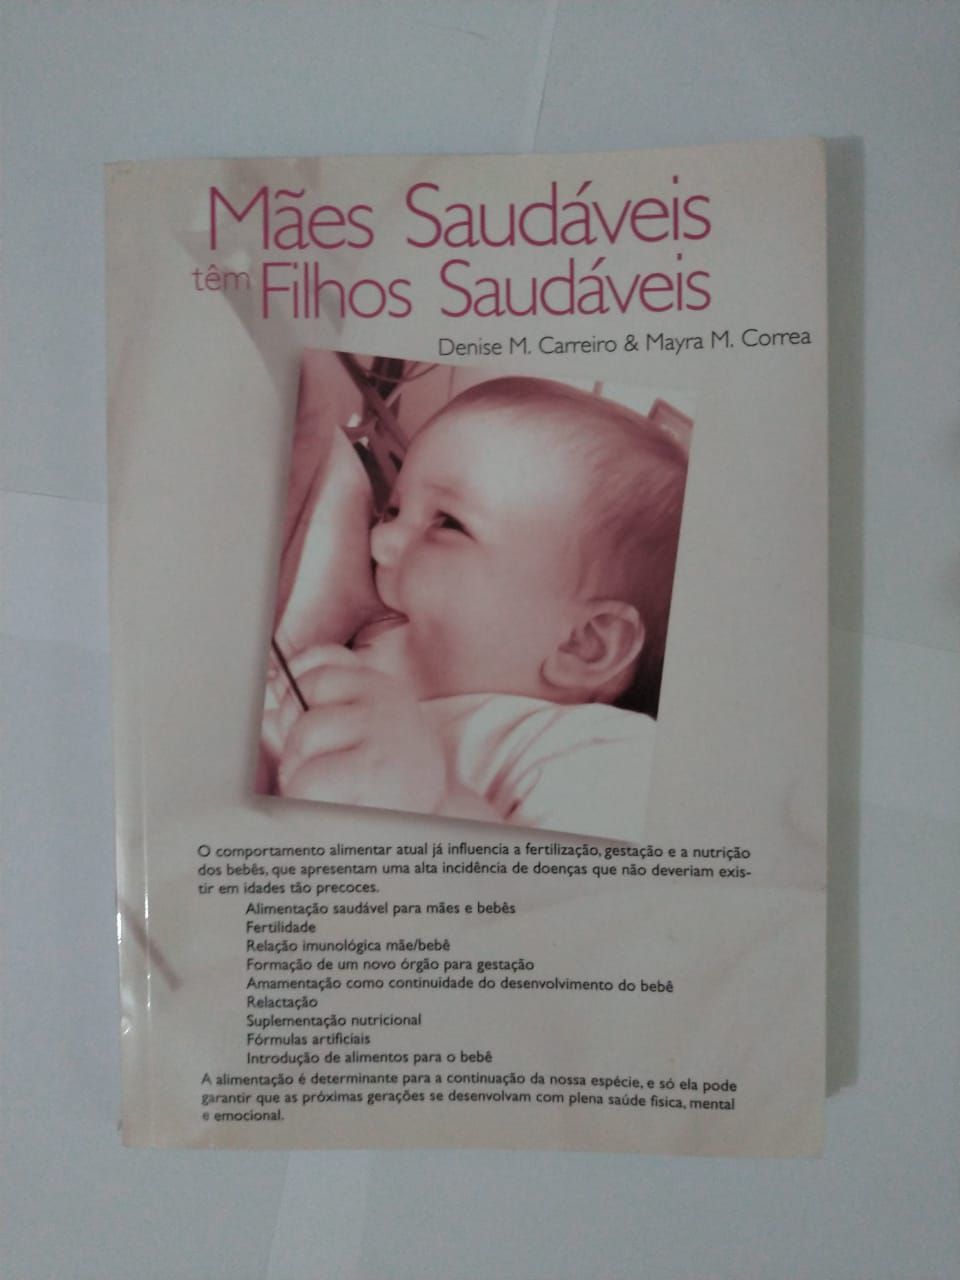 Mães Saudáveis
têm Filhos Saudáveis
Denise M. Carreiro & Mayra M. Correa
O comportamento alimentar atual já influencia a fertilização, gestação e a nutrição
dos bebês, que apresentam uma alta incidência de doenças que não deveriam exis-
tir em idades tão precoces.
Alimentação saudável para mães e bebês
Fertilidade
Relação imunológica mãe/bebê
Formação de um novo órgão para gestação
Amamentação como continuidade do desenvolvimento do bebê
Relactação
Suplementação nutricional
Fórmulas artificiais
Introdução de alimentos para o bebê
A alimentação é determinante para a continuação da nossa espécie, e só ela pode
garantir que as próximas gerações se desenvolvam com plena saúde física, mental
e emocional.